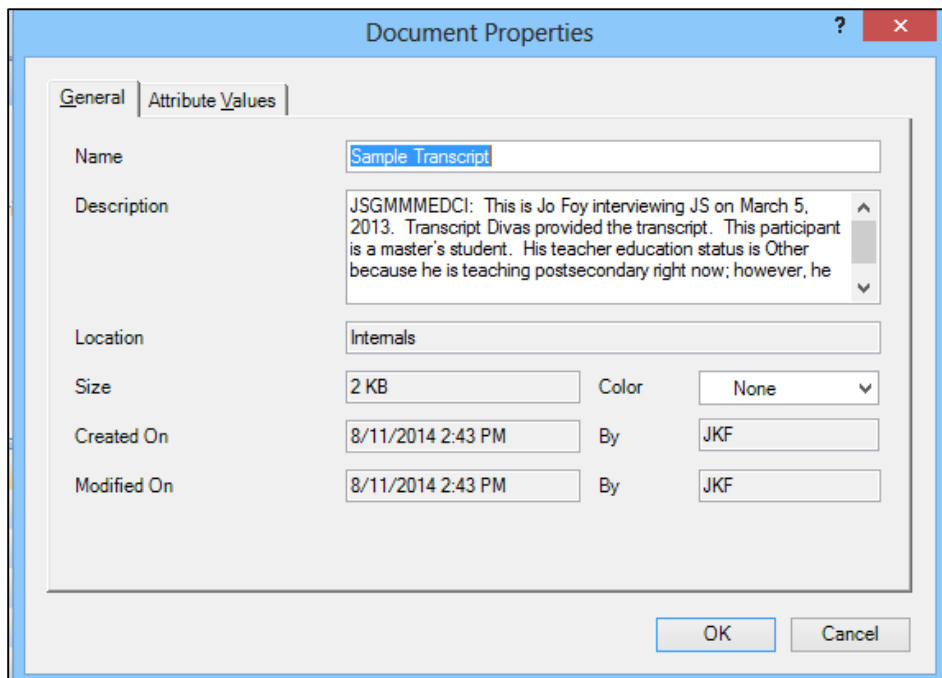 Document Properties
?
General
Attribute Values
Name
Sample Transcript
Description
JSGMMMEDCI: This is Jo Foy interviewing JS on March 5,
2013. Transcript Divas provided the transcript. This participant
is a master's student. His teacher education status is Other
because he is teaching postsecondary right now; however, he
Location
Internals
Size
2 KB
Color
None
Created On
8/11/2014 2:43 PM
By
JKF
Modified On
8/11/2014 2:43 PM
By
JKF
OK
Cancel